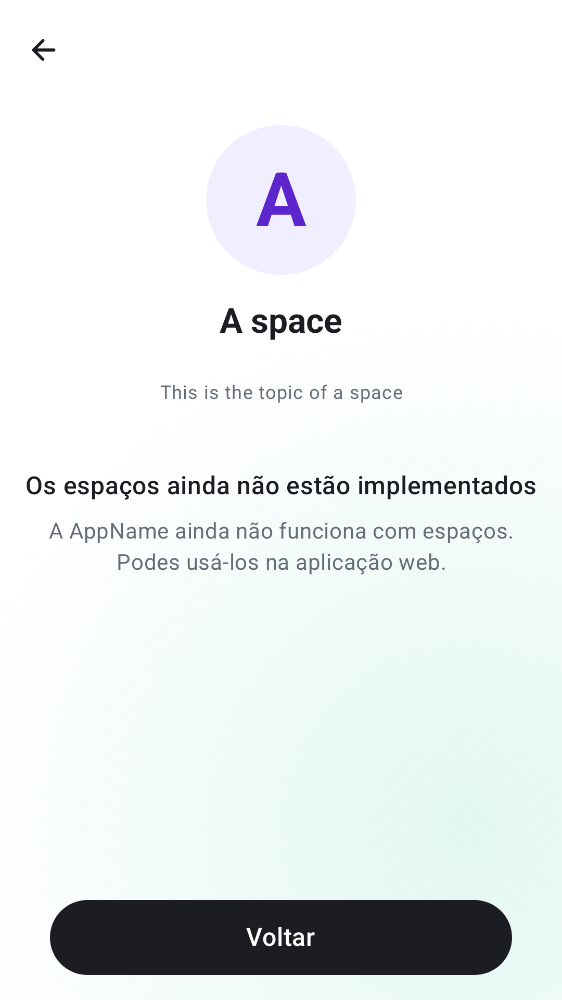 A
A space
This is the topic of a space
Os espaços ainda não estão implementados
A AppName ainda não funciona com espaços.
Podes usá-los na aplicação web.
Voltar